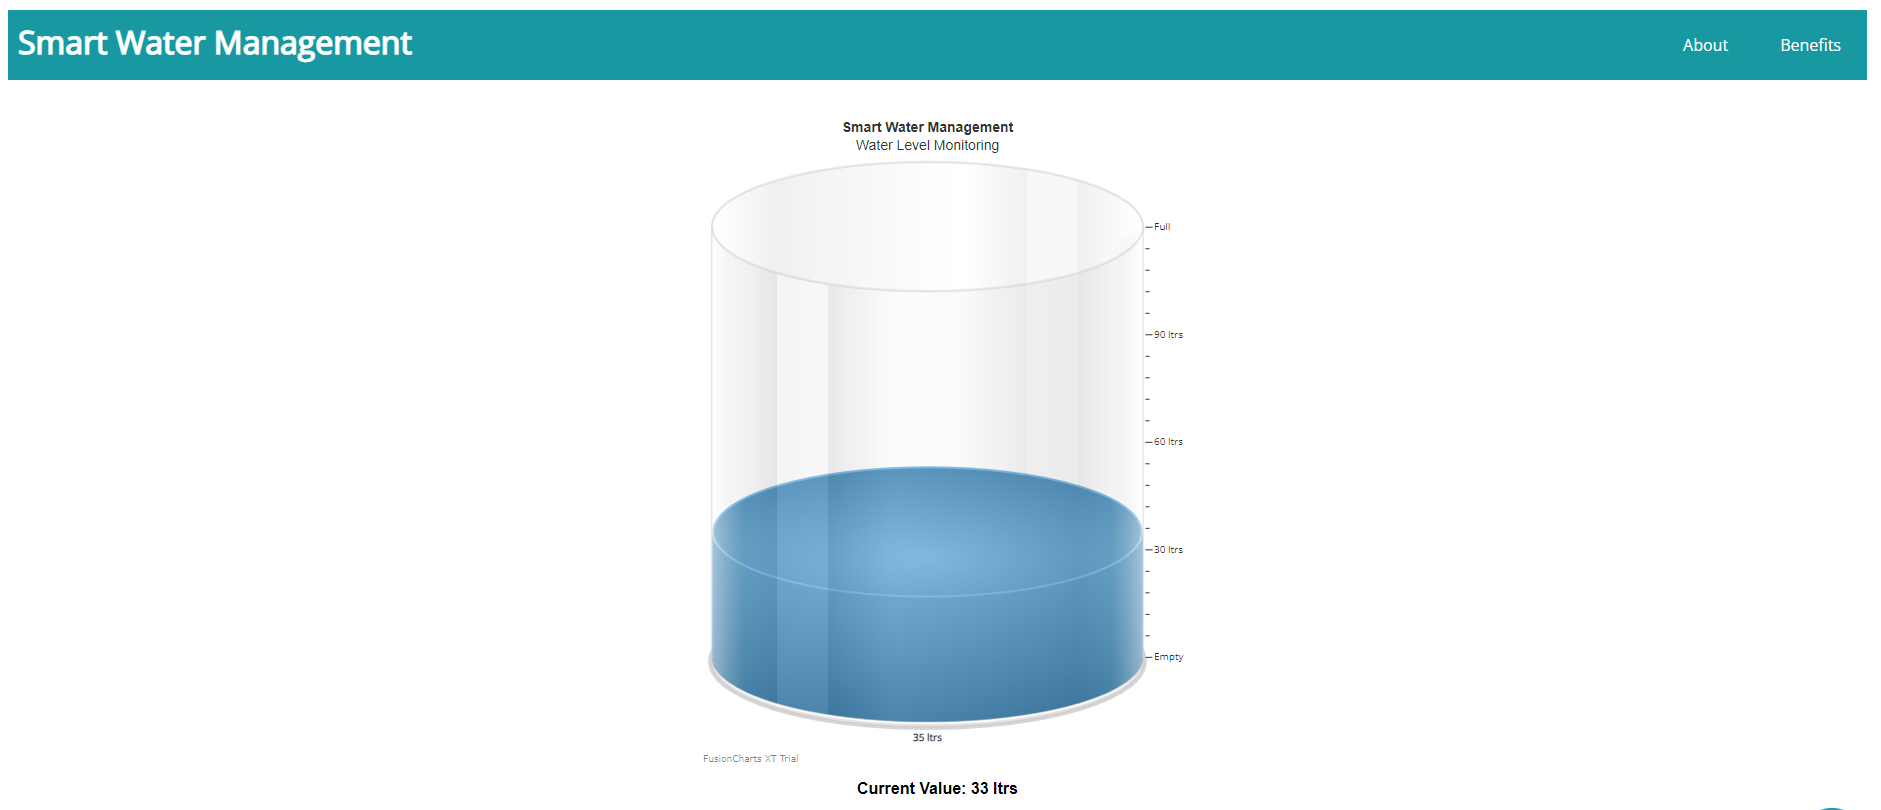 Smart Water Management
About Benefits
Smart Water Management
Water Level Monitoring
Full
90 ltrs
60 ltrs
30 ltrs
Empty
35 ltrs
FusionCharts XT Trial
Current Value: 33 ltrs